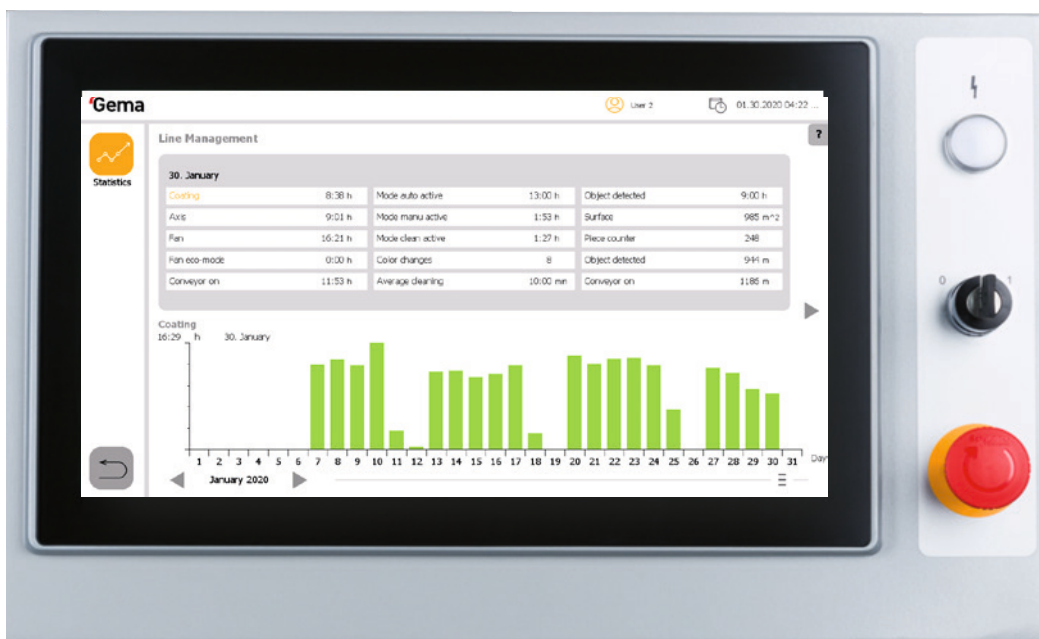 Gema
User 2
01.30.2020 04:22 ...
Line Management
?
Statistics
30. January
Coating 8:38 h Mode auto active 13:00 h Object detected 9:00 h
Axis 9:01 h Mode manu active 1:53 h Surface 985 m^2
Fan 16:21 h Mode clean active 1:27 h Piece counter 248
Fan eco-mode 0:00 h Color changes 8 Object detected 944 m
Conveyor on 11:53 h Average cleaning 10:00 min Conveyor on 1186 m
Coating
16:29 h 30. January
1 2 3 4 5 6 7 8 9 10 11 12 13 14 15 16 17 18 19 20 21 22 23 24 25 26 27 28 29 30 31 Day
January 2020
0 1